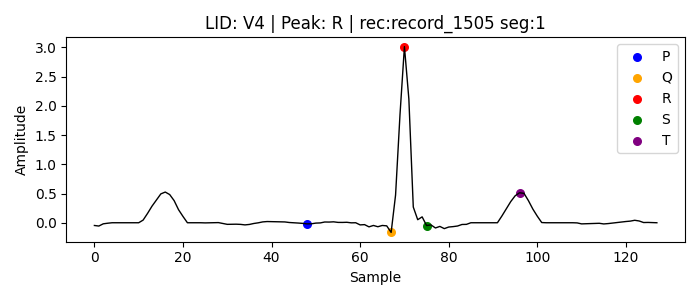 LID: V4 | Peak: R | rec:record_1505 seg:1
3.0
2.5
2.0
1.5
1.0
0.5
0.0
Amplitude
0 20 40 60 80 100 120
Sample
P
Q
R
S
T